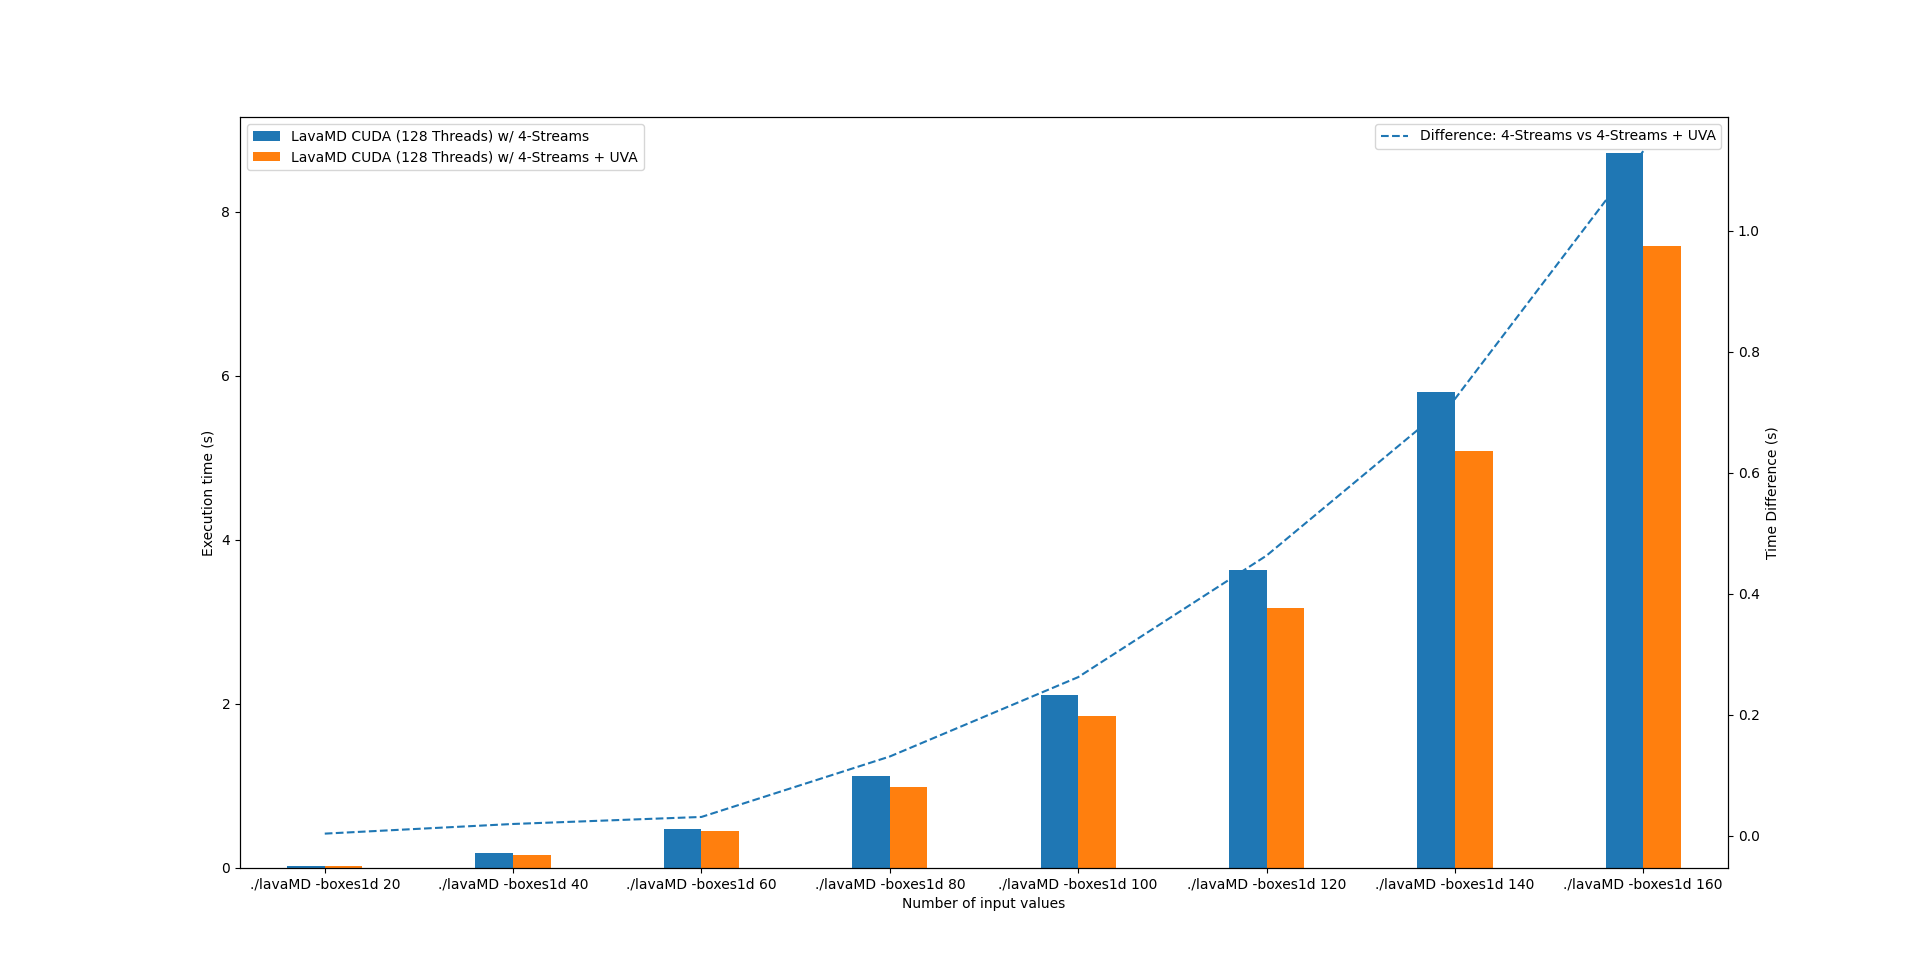 LavaMD CUDA (128 Threads) w/ 4-Streams
LavaMD CUDA (128 Threads) w/ 4-Streams + UVA
Difference: 4-Streams vs 4-Streams + UVA
8
6
4
2
0
Execution time (s)
1.0
0.8
0.6
0.4
0.2
0.0
Time Difference (s)
./lavaMD -boxes1d 20 ./lavaMD -boxes1d 40 ./lavaMD -boxes1d 60 ./lavaMD -boxes1d 80 ./lavaMD -boxes1d 100 ./lavaMD -boxes1d 120 ./lavaMD -boxes1d 140 ./lavaMD -boxes1d 160
Number of input values